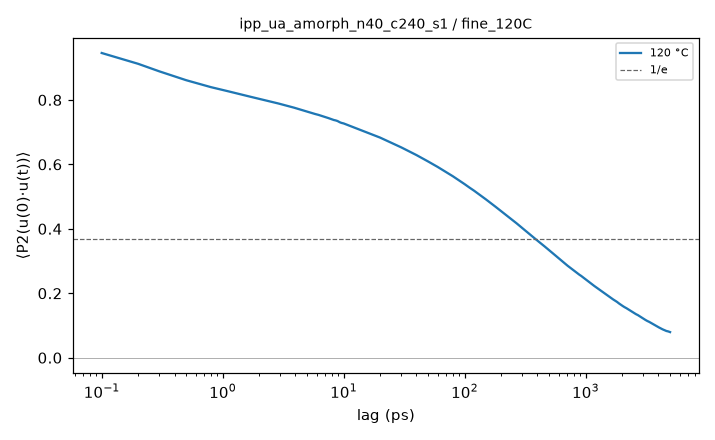 ipp_ua_amorph_n40_c240_s1 / fine_120C
120 °C
1/e
⟨P2(u(0)·u(t))⟩
0.8
0.6
0.4
0.2
0.0
10⁻¹ 10⁰ 10¹ 10² 10³
lag (ps)